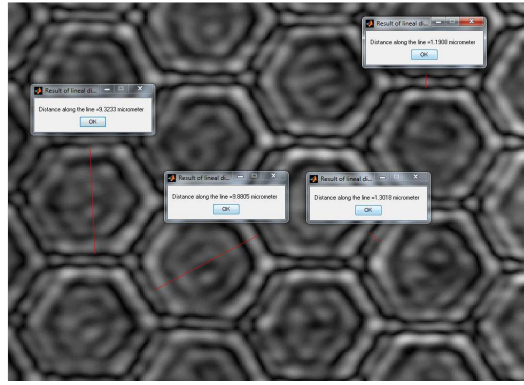 Result of lineal di...
Distance along the line =1.1908 micrometer
OK
Result of lineal di...
Distance along the line =9.3233 micrometer
OK
Result of lineal di...
Distance along the line =9.8805 micrometer
OK
Result of lineal di...
Distance along the line =1.3018 micrometer
OK